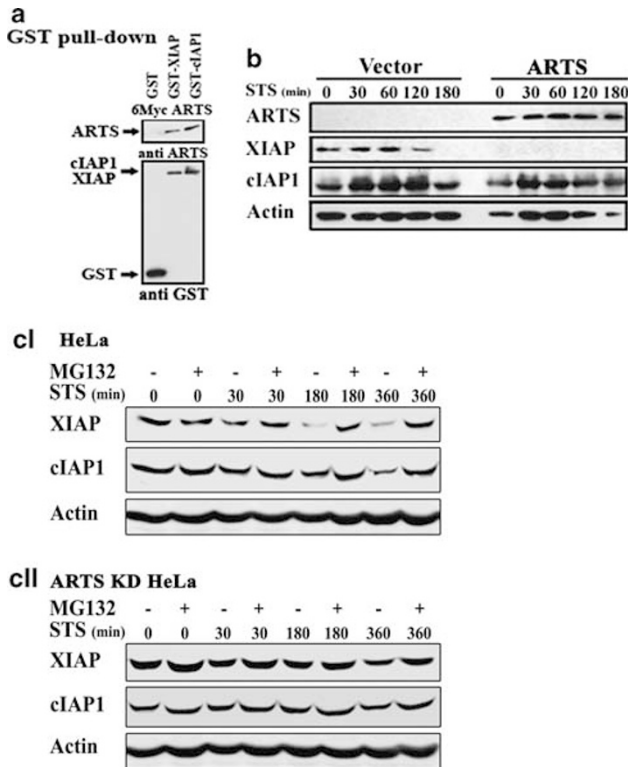 a
GST pull-down
GST
GST-XIAP
GST-cIAP1
6Myc ARTS
ARTS
anti ARTS
cIAP1
XIAP
GST
anti GST
b
Vector ARTS
STS (min) 0 30 60 120 180 0 30 60 120 180
ARTS
XIAP
cIAP1
Actin
cI HeLa
MG132 - + - + - + - +
STS (min) 0 0 30 30 180 180 360 360
XIAP
cIAP1
Actin
cII ARTS KD HeLa
MG132 - + - + - + - +
STS (min) 0 0 30 30 180 180 360 360
XIAP
cIAP1
Actin